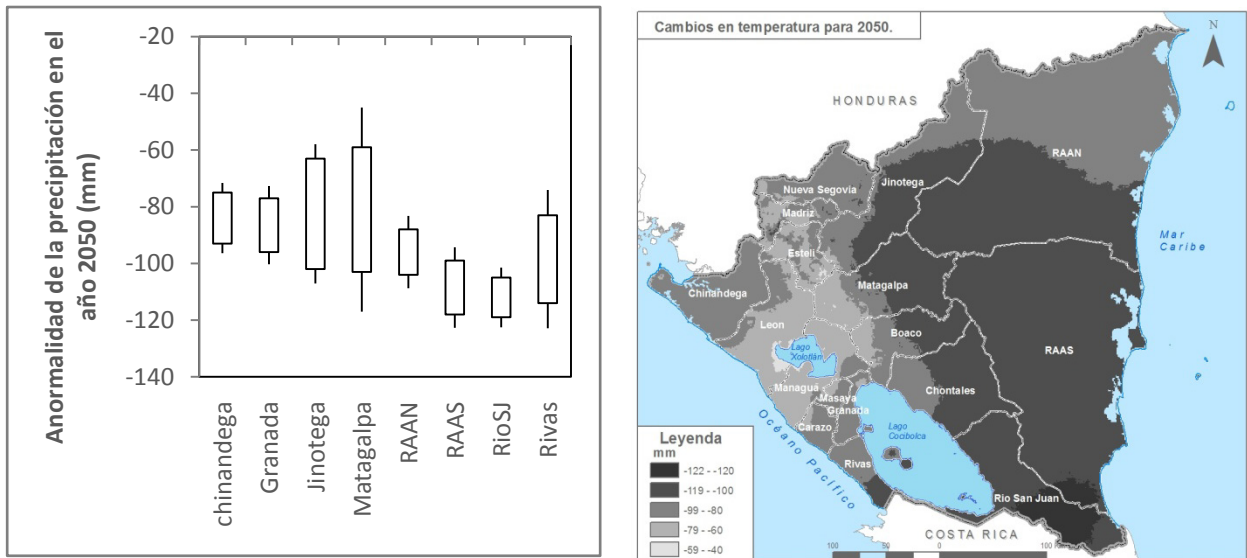 Anormalidad de la precipitación en el
año 2050 (mm)
-20
-40
-60
-80
-100
-120
-140
chinandega
Granada
Jinotega
Matagalpa
RAAN
RAAS
RioSJ
Rivas
Cambios en temperatura para 2050.
N
HONDURAS
RAAN
Nueva Segovia
Jinotega
Madriz
Mar
Caribe
Estelí
Chinandega
Matagalpa
Leon
Boaco
RAAS
Lago
Xolotlán
Managua
Chontales
Masaya
Granada
Carazo
Lago
Cocibolca
Océano Pacífico
Rivas
Rio San Juan
COSTA RICA
Leyenda
mm
-122 - -120
-119 - -100
-99 - -80
-79 - -60
-59 - -40
100 50 0 100